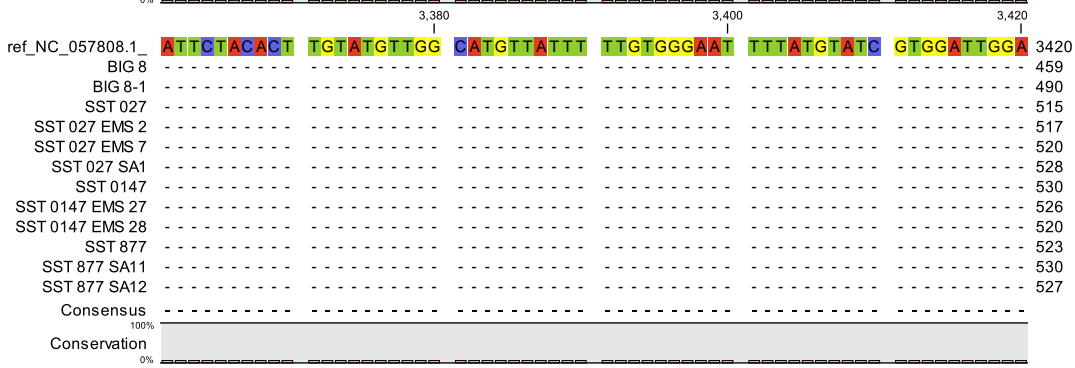 0%
3,380 3,400 3,420
ref_NC_057808.1_ ATTCTACACT TGTATGTTGG CATGTTATTT TTGTGGGAAT TTTATGTATC GTGGATTGGA 3420
BIG 8 - - - - - - - - - - - - - - - - - - - - - - - - - - - - - - - - - - - - - - - - - - - - - - - - - - - - - - - - - - - - 459
BIG 8-1 - - - - - - - - - - - - - - - - - - - - - - - - - - - - - - - - - - - - - - - - - - - - - - - - - - - - - - - - - - - - 490
SST 027 - - - - - - - - - - - - - - - - - - - - - - - - - - - - - - - - - - - - - - - - - - - - - - - - - - - - - - - - - - - - 515
SST 027 EMS 2 - - - - - - - - - - - - - - - - - - - - - - - - - - - - - - - - - - - - - - - - - - - - - - - - - - - - - - - - - - - - 517
SST 027 EMS 7 - - - - - - - - - - - - - - - - - - - - - - - - - - - - - - - - - - - - - - - - - - - - - - - - - - - - - - - - - - - - 520
SST 027 SA1 - - - - - - - - - - - - - - - - - - - - - - - - - - - - - - - - - - - - - - - - - - - - - - - - - - - - - - - - - - - - 528
SST 0147 - - - - - - - - - - - - - - - - - - - - - - - - - - - - - - - - - - - - - - - - - - - - - - - - - - - - - - - - - - - - 530
SST 0147 EMS 27 - - - - - - - - - - - - - - - - - - - - - - - - - - - - - - - - - - - - - - - - - - - - - - - - - - - - - - - - - - - - 526
SST 0147 EMS 28 - - - - - - - - - - - - - - - - - - - - - - - - - - - - - - - - - - - - - - - - - - - - - - - - - - - - - - - - - - - - 520
SST 877 - - - - - - - - - - - - - - - - - - - - - - - - - - - - - - - - - - - - - - - - - - - - - - - - - - - - - - - - - - - - 523
SST 877 SA11 - - - - - - - - - - - - - - - - - - - - - - - - - - - - - - - - - - - - - - - - - - - - - - - - - - - - - - - - - - - - 530
SST 877 SA12 - - - - - - - - - - - - - - - - - - - - - - - - - - - - - - - - - - - - - - - - - - - - - - - - - - - - - - - - - - - - 527
Consensus - - - - - - - - - - - - - - - - - - - - - - - - - - - - - - - - - - - - - - - - - - - - - - - - - - - - - - - - - - - -
100%
Conservation
0%